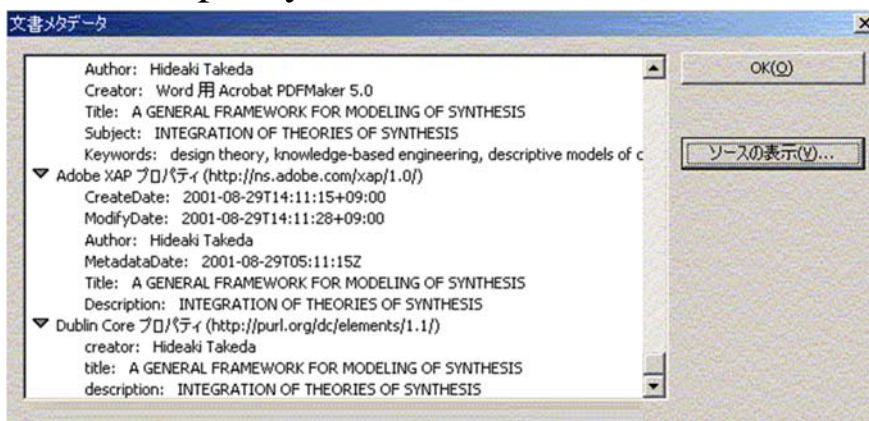 文書メタデータ
Author: Hideaki Takeda
Creator: Word 用 Acrobat PDFMaker 5.0
Title: A GENERAL FRAMEWORK FOR MODELING OF SYNTHESIS
Subject: INTEGRATION OF THEORIES OF SYNTHESIS
Keywords: design theory, knowledge-based engineering, descriptive models of c
Adobe XAP プロパティ (http://ns.adobe.com/xap/1.0/)
CreateDate: 2001-08-29T14:11:15+09:00
ModifyDate: 2001-08-29T14:11:28+09:00
Author: Hideaki Takeda
MetadataDate: 2001-08-29T05:11:15Z
Title: A GENERAL FRAMEWORK FOR MODELING OF SYNTHESIS
Description: INTEGRATION OF THEORIES OF SYNTHESIS
Dublin Core プロパティ (http://purl.org/dc/elements/1.1/)
creator: Hideaki Takeda
title: A GENERAL FRAMEWORK FOR MODELING OF SYNTHESIS
description: INTEGRATION OF THEORIES OF SYNTHESIS
OK(O)
ソースの表示(V)...